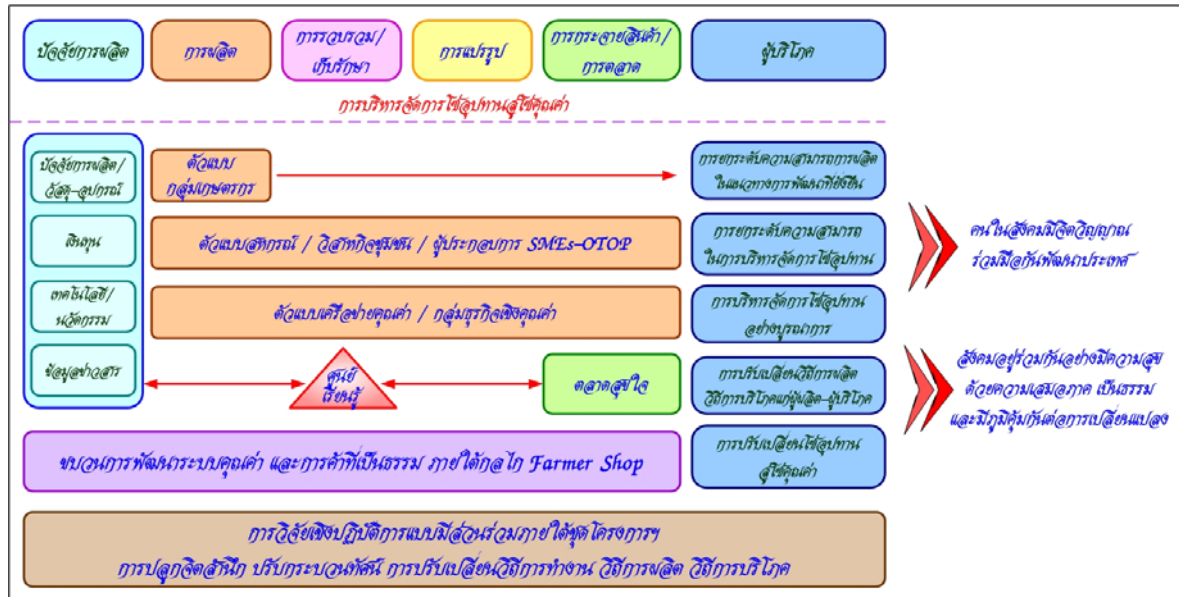 ปัจจัยการผลิต
การผลิต
การรวบรวม/
เก็บรักษา
การแปรรูป
การกระจายสินค้า/
การตลาด
ผู้บริโภค
การบริหารจัดการโซ่อุปทานสู่โซ่คุณค่า
ปัจจัยการผลิต/
วัสดุ-อุปกรณ์
เงินทุน
เทคโนโลยี/
นวัตกรรม
ข้อมูลข่าวสาร
ตัวแบบ
กลุ่มเกษตรกร
การยกระดับความสามารถการผลิต
ในแนวทางการพัฒนาที่ยั่งยืน
ตัวแบบสหกรณ์ / วิสาหกิจชุมชน / ผู้ประกอบการ SMEs-OTOP
การยกระดับความสามารถ
ในการบริหารจัดการโซ่อุปทาน
ตัวแบบเครือข่ายคุณค่า / กลุ่มธุรกิจเชิงคุณค่า
การบริหารจัดการโซ่อุปทาน
อย่างบูรณาการ
ศูนย์
เรียนรู้
ตลาดสุขใจ
การปรับเปลี่ยนวิถีการผลิต
วิถีการบริโภคแก่ผู้ผลิต-ผู้บริโภค
ขบวนการพัฒนาระบบคุณค่า และการค้าที่เป็นธรรม ภายใต้กลไก Farmer Shop
การปรับเปลี่ยนโซ่อุปทาน
สู่โซ่คุณค่า
คนในสังคมมีจิตวิญญาณ
ร่วมมือกันพัฒนาประเทศ
สังคมอยู่ร่วมกันอย่างมีความสุข
ด้วยความเสมอภาค เป็นธรรม
และมีภูมิคุ้มกันต่อการเปลี่ยนแปลง
การวิจัยเชิงปฏิบัติการแบบมีส่วนร่วมภายใต้ชุดโครงการฯ
การปลูกจิตสำนึก ปรับกระบวนทัศน์ การปรับเปลี่ยนวิถีการทำงาน วิถีการผลิต วิถีการบริโภค